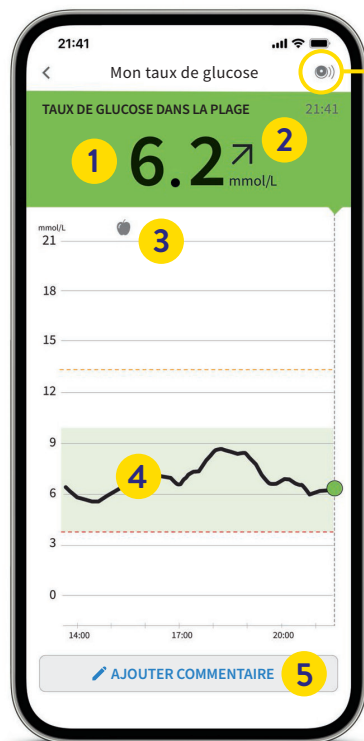 21:41
Mon taux de glucose
TAUX DE GLUCOSE DANS LA PLAGE 21:41
1 6.2 2
mmol/L
mmol/L
21
3
18
15
12
9
4
6
3
0
14:00 17:00 20:00
AJOUTER COMMENTAIRE 5